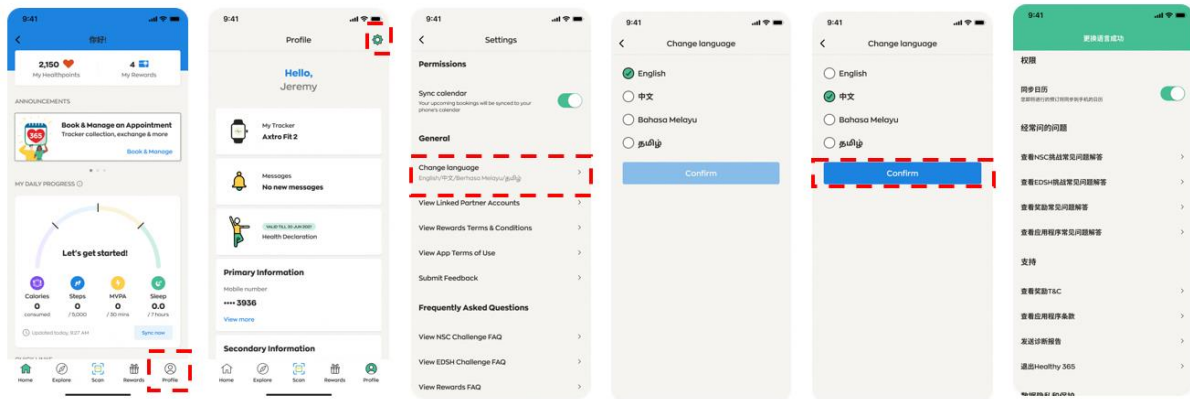 9:41
你好!
2,150
4
My Healthpoints
My Rewards
ANNOUNCEMENTS
365
Book & Manage an Appointment
Tracker collection, exchange & more
Book & Manage
MY DAILY PROGRESS
Let's get started!
Calories
Steps
MVPA
Sleep
0
0
0
0.0
consumed
/ 5,000
/ 30 mins
/ 7 hours
Updated today, 9:27 AM
Sync now
Home
Explore
Scan
Rewards
Profile
9:41
Profile
Hello,
Jeremy
My Tracker
Axtro Fit 2
Messages
No new messages
VALID TILL 20 JUN 2022
Health Declaration
Primary Information
Mobile number
•••• 3936
View more
Secondary Information
Home
Explore
Scan
Rewards
Profile
9:41
Settings
Permissions
Sync calendar
Your upcoming bookings will be synced to your
phone's calendar
General
Change language
English/中文/Berhasa Melayu/தமிழ்
View Linked Partner Accounts
View Rewards Terms & Conditions
View App Terms of Use
Submit Feedback
Frequently Asked Questions
View NSC Challenge FAQ
View EDSH Challenge FAQ
View Rewards FAQ
9:41
Change language
English
中文
Bahasa Melayu
தமிழ்
Confirm
9:41
Change language
English
中文
Bahasa Melayu
தமிழ்
Confirm
9:41
更换语言成功
权限
同步日历
经常问的问题
查看NSC挑战常见问题解答
查看EDSH挑战常见问题解答
查看奖励常见问题解答
查看应用程序常见问题解答
支持
查看奖励T&C
查看应用程序条款
发送诊断报告
退出Healthy 365